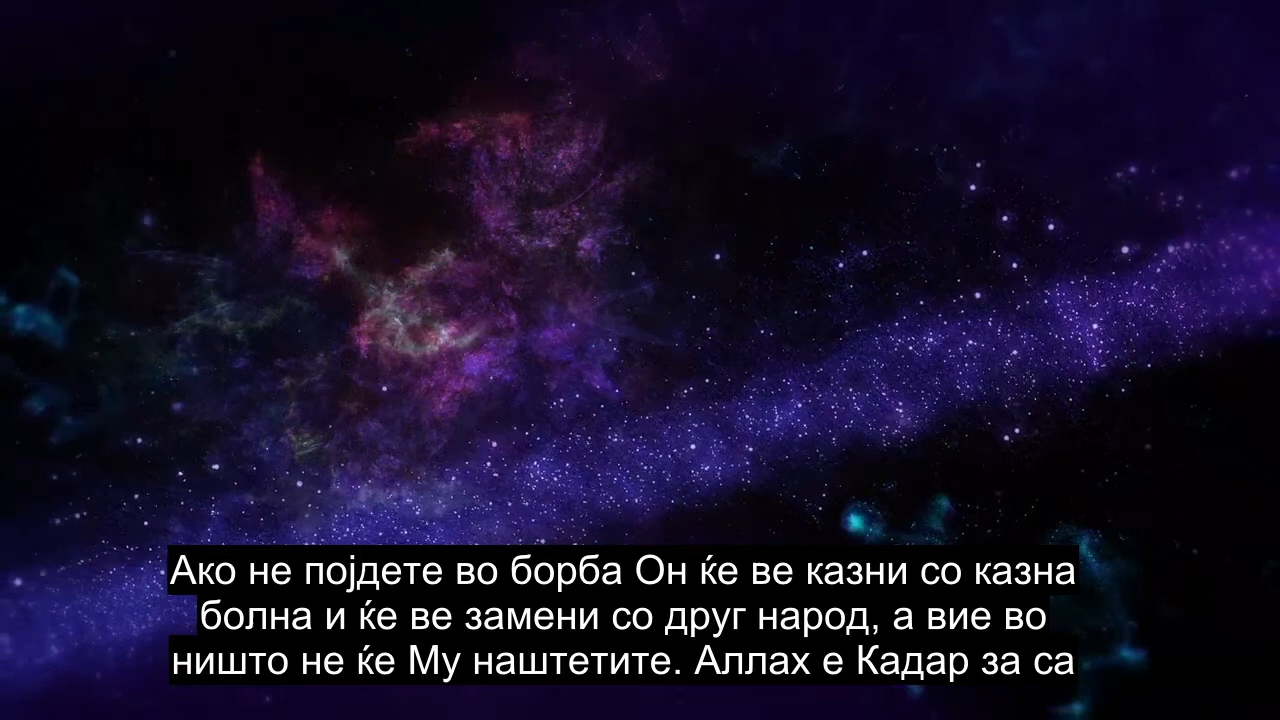 Ако не појдете во борба Он ќе ве казни со казна
болна и ќе ве замени со друг народ, а вие во
ништо не ќе Му наштетите. Аллах е Кадар за са